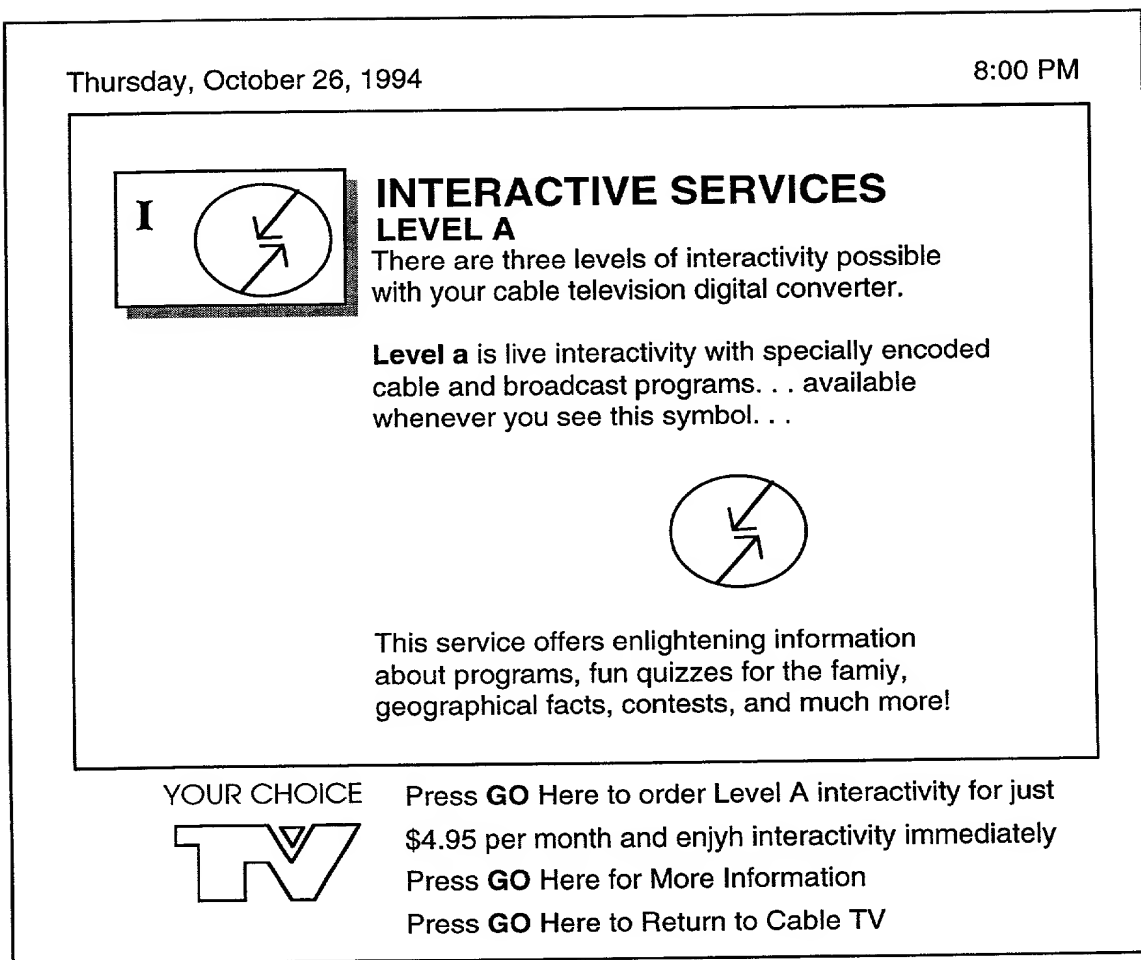 Thursday, October 26, 1994
8:00 PM
I
INTERACTIVE SERVICES
LEVEL A
There are three levels of interactivity possible
with your cable television digital converter.
Level a is live interactivity with specially encoded
cable and broadcast programs. . . available
whenever you see this symbol. . .
This service offers enlightening information
about programs, fun quizzes for the famiy,
geographical facts, contests, and much more!
YOUR CHOICE
TV
Press GO Here to order Level A interactivity for just
$4.95 per month and enjyh interactivity immediately
Press GO Here for More Information
Press GO Here to Return to Cable TV